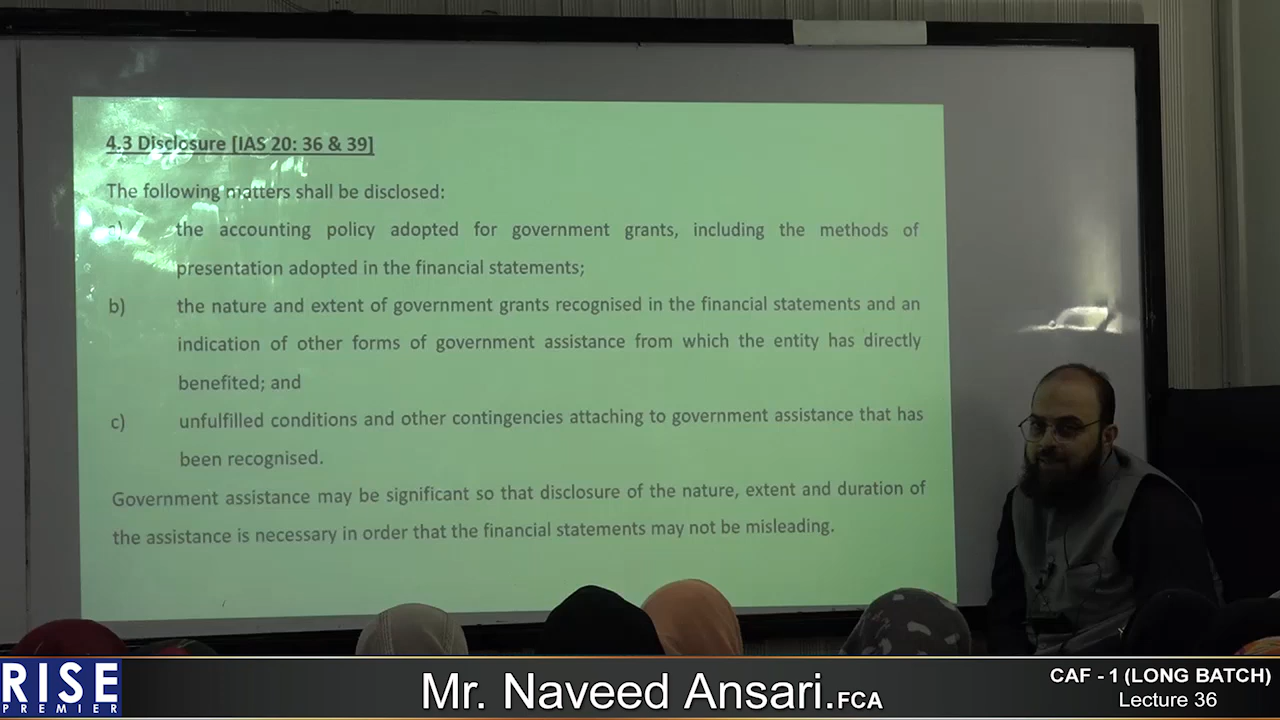 4.3 Disclosure [IAS 20: 36 & 39]
The following matters shall be disclosed:
a) the accounting policy adopted for government grants, including the methods of
presentation adopted in the financial statements;
b) the nature and extent of government grants recognised in the financial statements and an
indication of other forms of government assistance from which the entity has directly
benefited; and
c) unfulfilled conditions and other contingencies attaching to government assistance that has
been recognised.
Government assistance may be significant so that disclosure of the nature, extent and duration of
the assistance is necessary in order that the financial statements may not be misleading.
RISE
PREMIER
Mr. Naveed Ansari.FCA
CAF - 1 (LONG BATCH)
Lecture 36